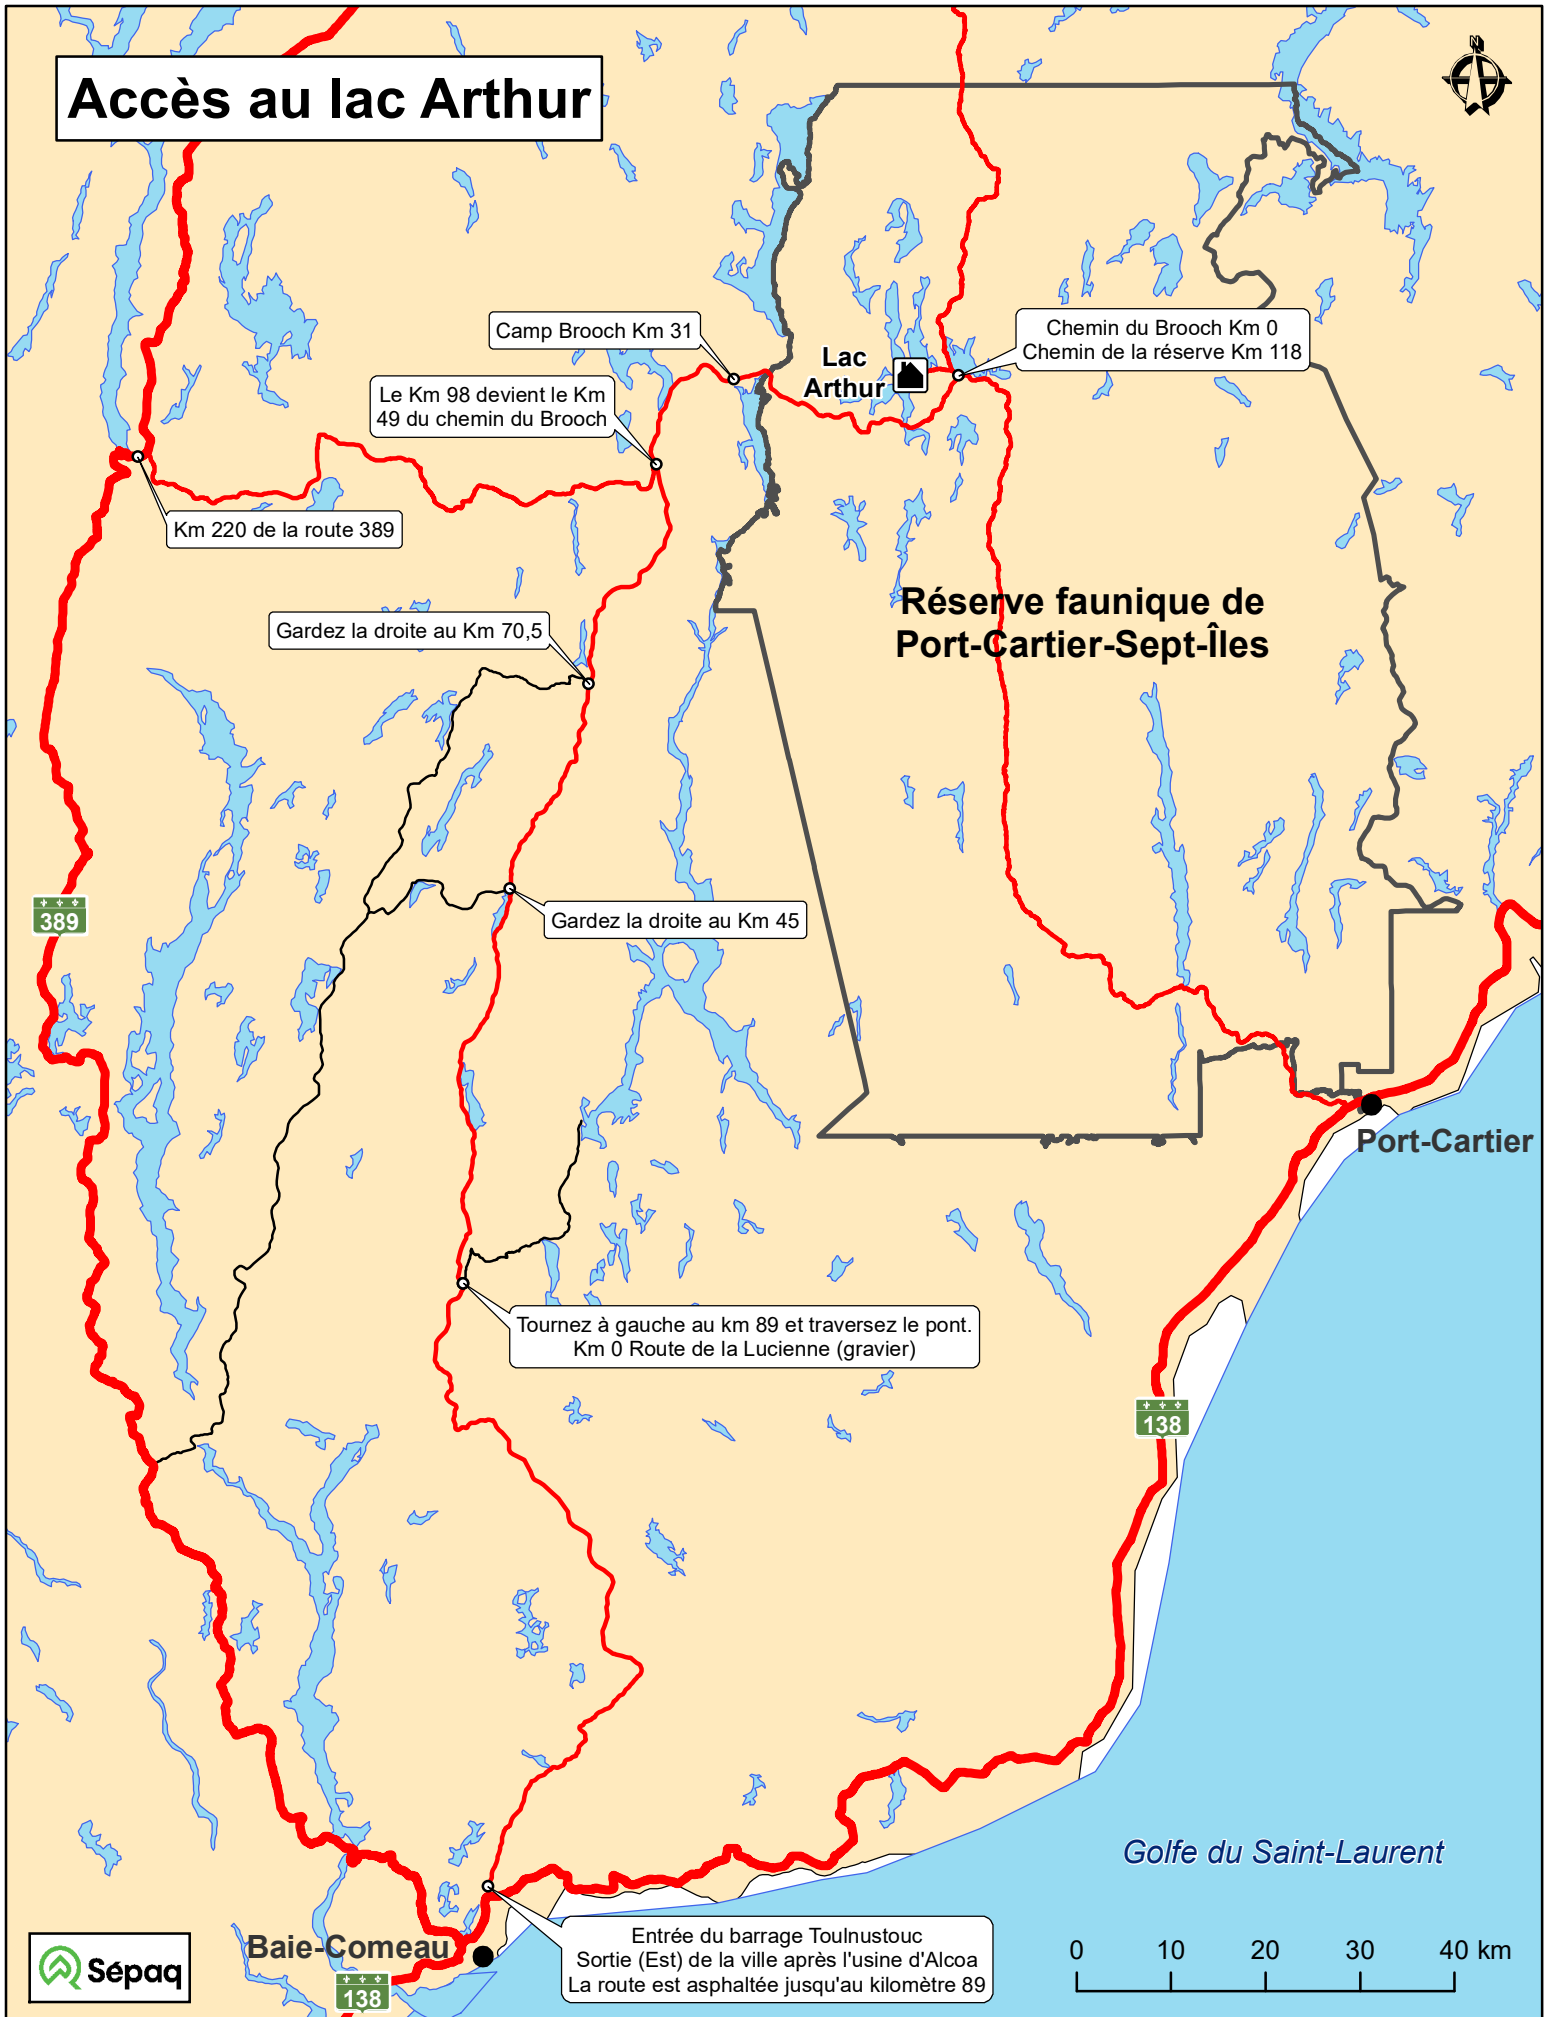 Accès au lac Arthur
N
Camp Brooch Km 31
Chemin du Brooch Km 0
Chemin de la réserve Km 118
Lac
Arthur
Le Km 98 devient le Km
49 du chemin du Brooch
Km 220 de la route 389
Réserve faunique de
Port-Cartier-Sept-Îles
Gardez la droite au Km 70,5
389
Gardez la droite au Km 45
Port-Cartier
Tournez à gauche au km 89 et traversez le pont.
Km 0 Route de la Lucienne (gravier)
138
Golfe du Saint-Laurent
Entrée du barrage Toulnustouc
Sortie (Est) de la ville après l'usine d'Alcoa
La route est asphaltée jusqu'au kilomètre 89
Baie-Comeau
138
Sépaq
0 10 20 30 40 km